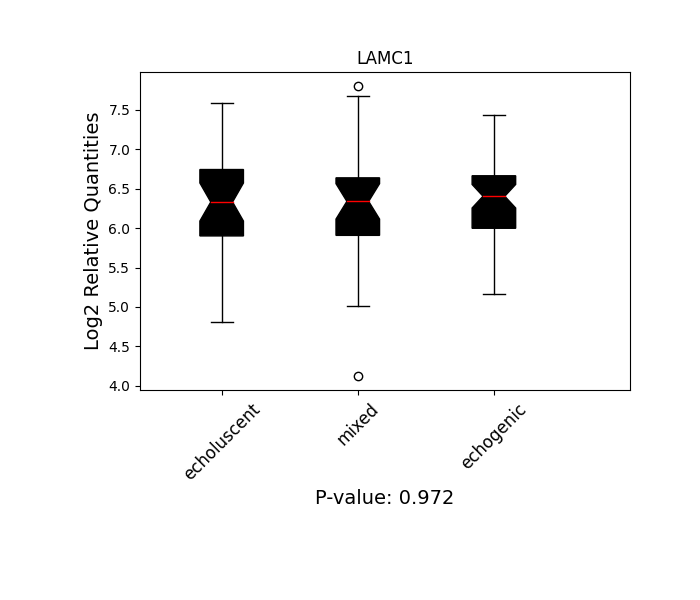 LAMC1
Log2 Relative Quantities
7.5
7.0
6.5
6.0
5.5
5.0
4.5
4.0
echoluscent
mixed
echogenic
P-value: 0.972